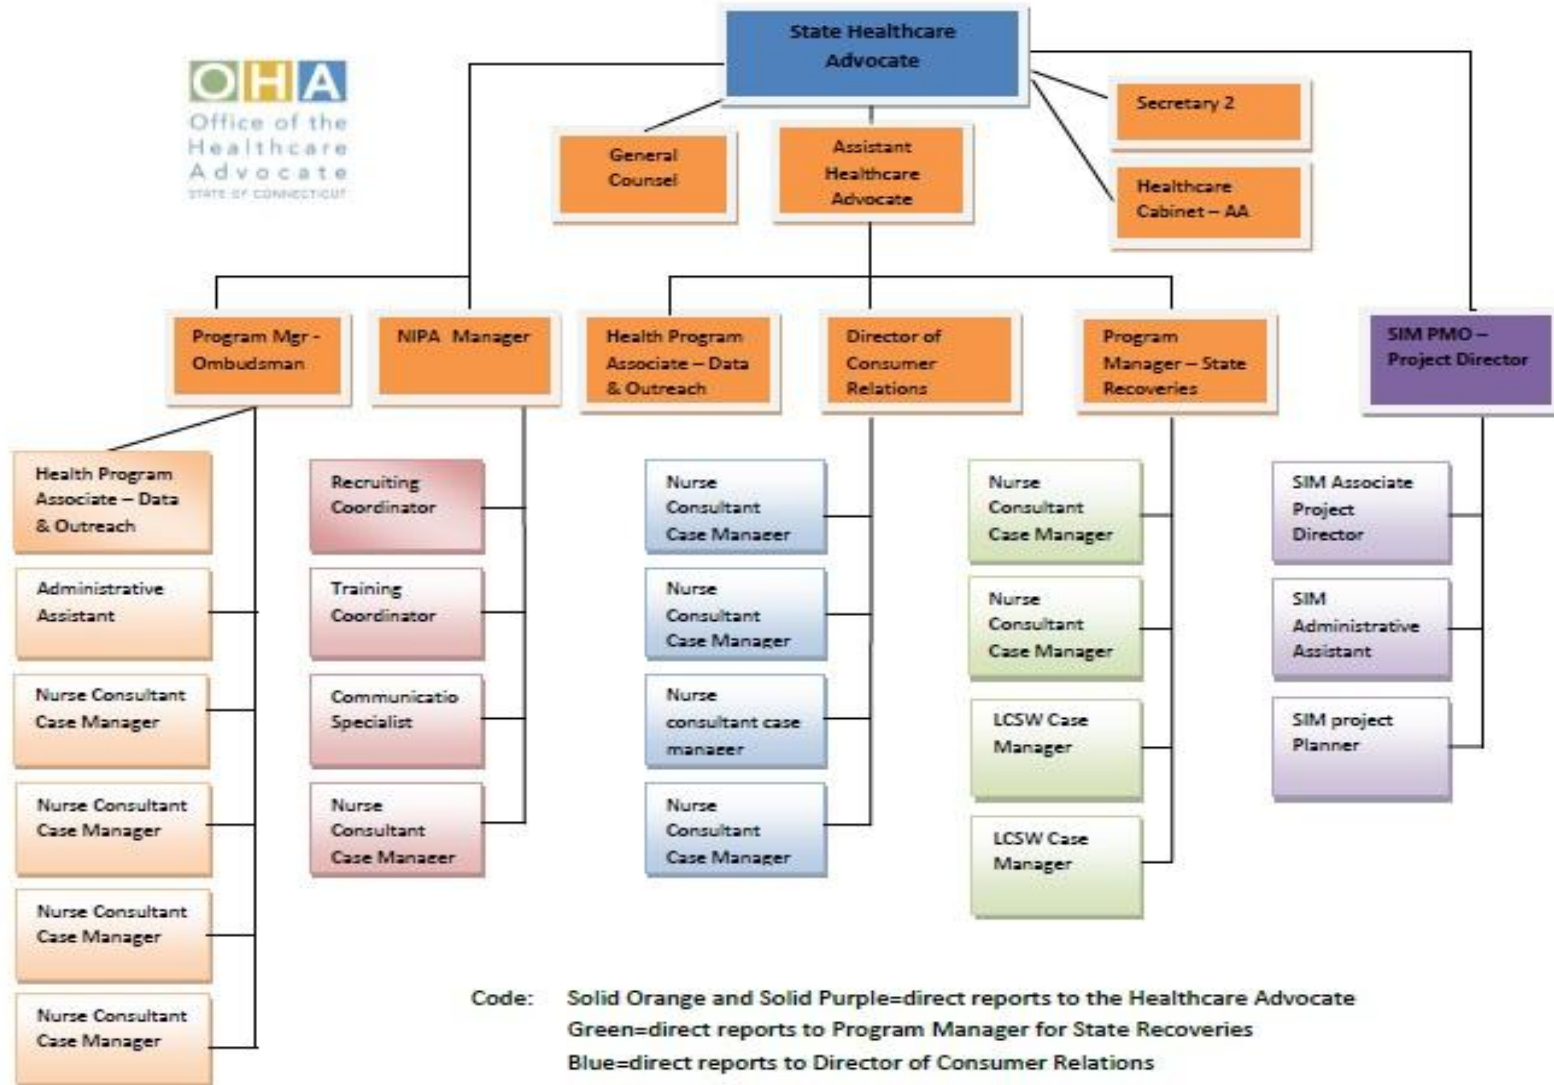 State Healthcare
Advocate
OHA
Office of the
Healthcare
Advocate
STATE OF CONNECTICUT
Secretary 2
General
Counsel
Assistant
Healthcare
Advocate
Healthcare
Cabinet – AA
Program Mgr -
Ombudsman
NIPA Manager
Health Program
Associate – Data
& Outreach
Director of
Consumer
Relations
Program
Manager – State
Recoveries
SIM PMO –
Project Director
Health Program
Associate – Data
& Outreach
Administrative
Assistant
Nurse Consultant
Case Manager
Nurse Consultant
Case Manager
Nurse Consultant
Case Manager
Nurse Consultant
Case Manager
Recruiting
Coordinator
Training
Coordinator
Communicatio
Specialist
Nurse
Consultant
Case Manager
Nurse
Consultant
Case Manager
Nurse
Consultant
Case Manager
Nurse
consultant case
manager
Nurse
Consultant
Case Manager
Nurse
Consultant
Case Manager
Nurse
Consultant
Case Manager
LCSW Case
Manager
LCSW Case
Manager
SIM Associate
Project
Director
SIM
Administrative
Assistant
SIM project
Planner
Code: Solid Orange and Solid Purple=direct reports to the Healthcare Advocate
Green=direct reports to Program Manager for State Recoveries
Blue=direct reports to Director of Consumer Relations